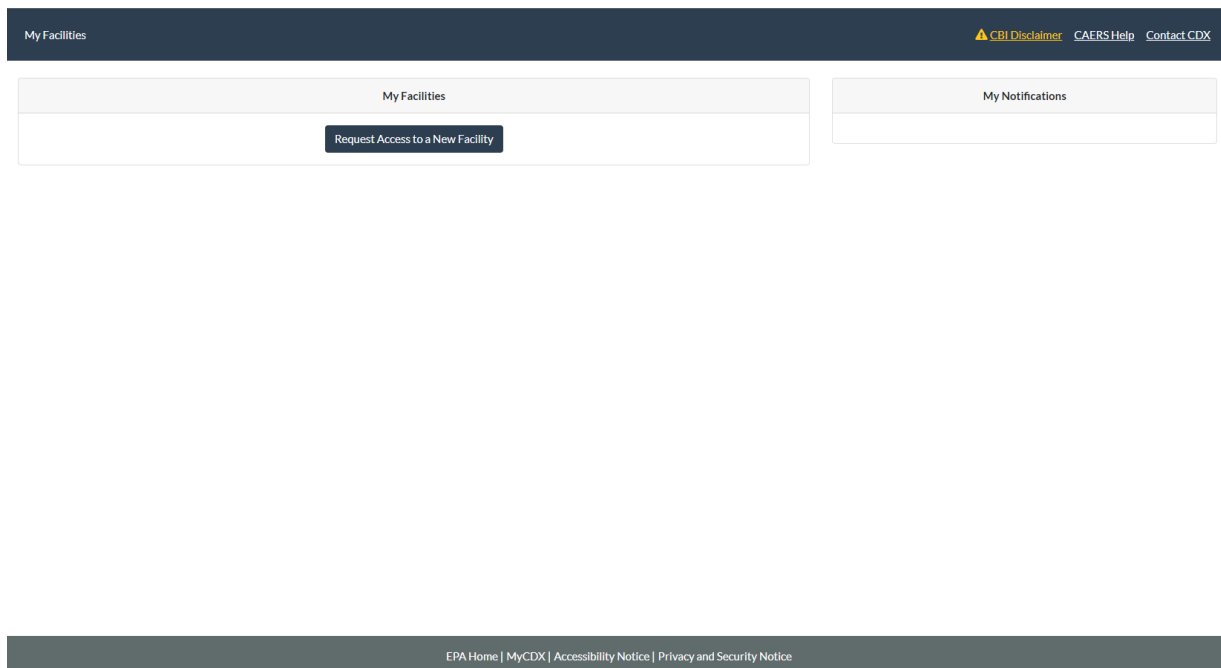 My Facilities
CBI Disclaimer CAERS Help Contact CDX
My Facilities
Request Access to a New Facility
My Notifications
EPA Home | MyCDX | Accessibility Notice | Privacy and Security Notice